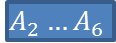 A₂ … A₆